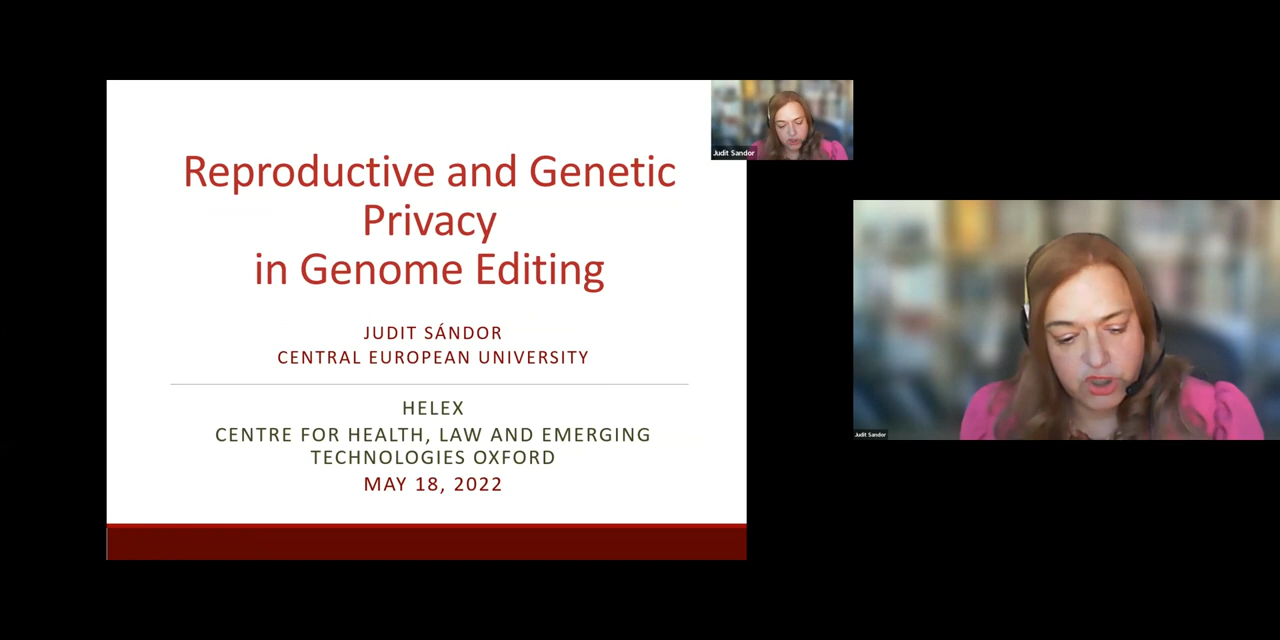 Reproductive and Genetic
Privacy
in Genome Editing
JUDIT SÁNDOR
CENTRAL EUROPEAN UNIVERSITY
HELEX
CENTRE FOR HEALTH, LAW AND EMERGING
TECHNOLOGIES OXFORD
MAY 18, 2022
Judit Sandor
Judit Sandor